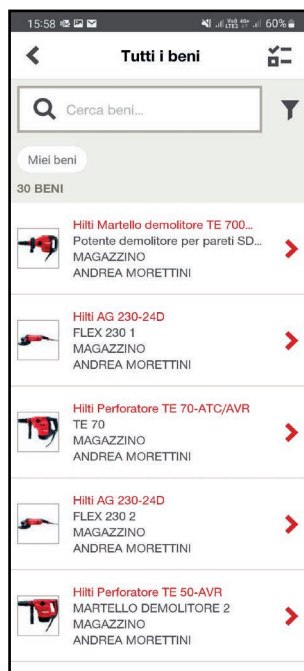 15:58
60%
Tutti i beni
Cerca beni...
Miei beni
30 BENI
Hilti Martello demolitore TE 700...
Potente demolitore per pareti SD...
MAGAZZINO
ANDREA MORETTINI
Hilti AG 230-24D
FLEX 230 1
MAGAZZINO
ANDREA MORETTINI
Hilti Perforatore TE 70-ATC/AVR
TE 70
MAGAZZINO
ANDREA MORETTINI
Hilti AG 230-24D
FLEX 230 2
MAGAZZINO
ANDREA MORETTINI
Hilti Perforatore TE 50-AVR
MARTELLO DEMOLITORE 2
MAGAZZINO
ANDREA MORETTINI